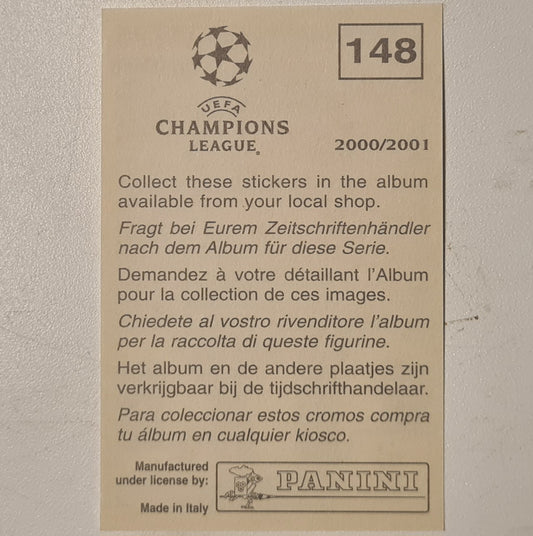 148
UEFA
CHAMPIONS
LEAGUE®
2000/2001
Collect these stickers in the album
available from your local shop.
Fragt bei Eurem Zeitschriftenhändler
nach dem Album für diese Serie.
Demandez à votre détaillant l'Album
pour la collection de ces images.
Chiedete al vostro rivenditore l'album
per la raccolta di queste figurine.
Het album en de andere plaatjes zijn
verkrijgbaar bij de tijdschrifthandelaar.
Para coleccionar estos cromos compra
tu álbum en cualquier kiosco.
Manufactured
under license by:
PANINI
Made in Italy